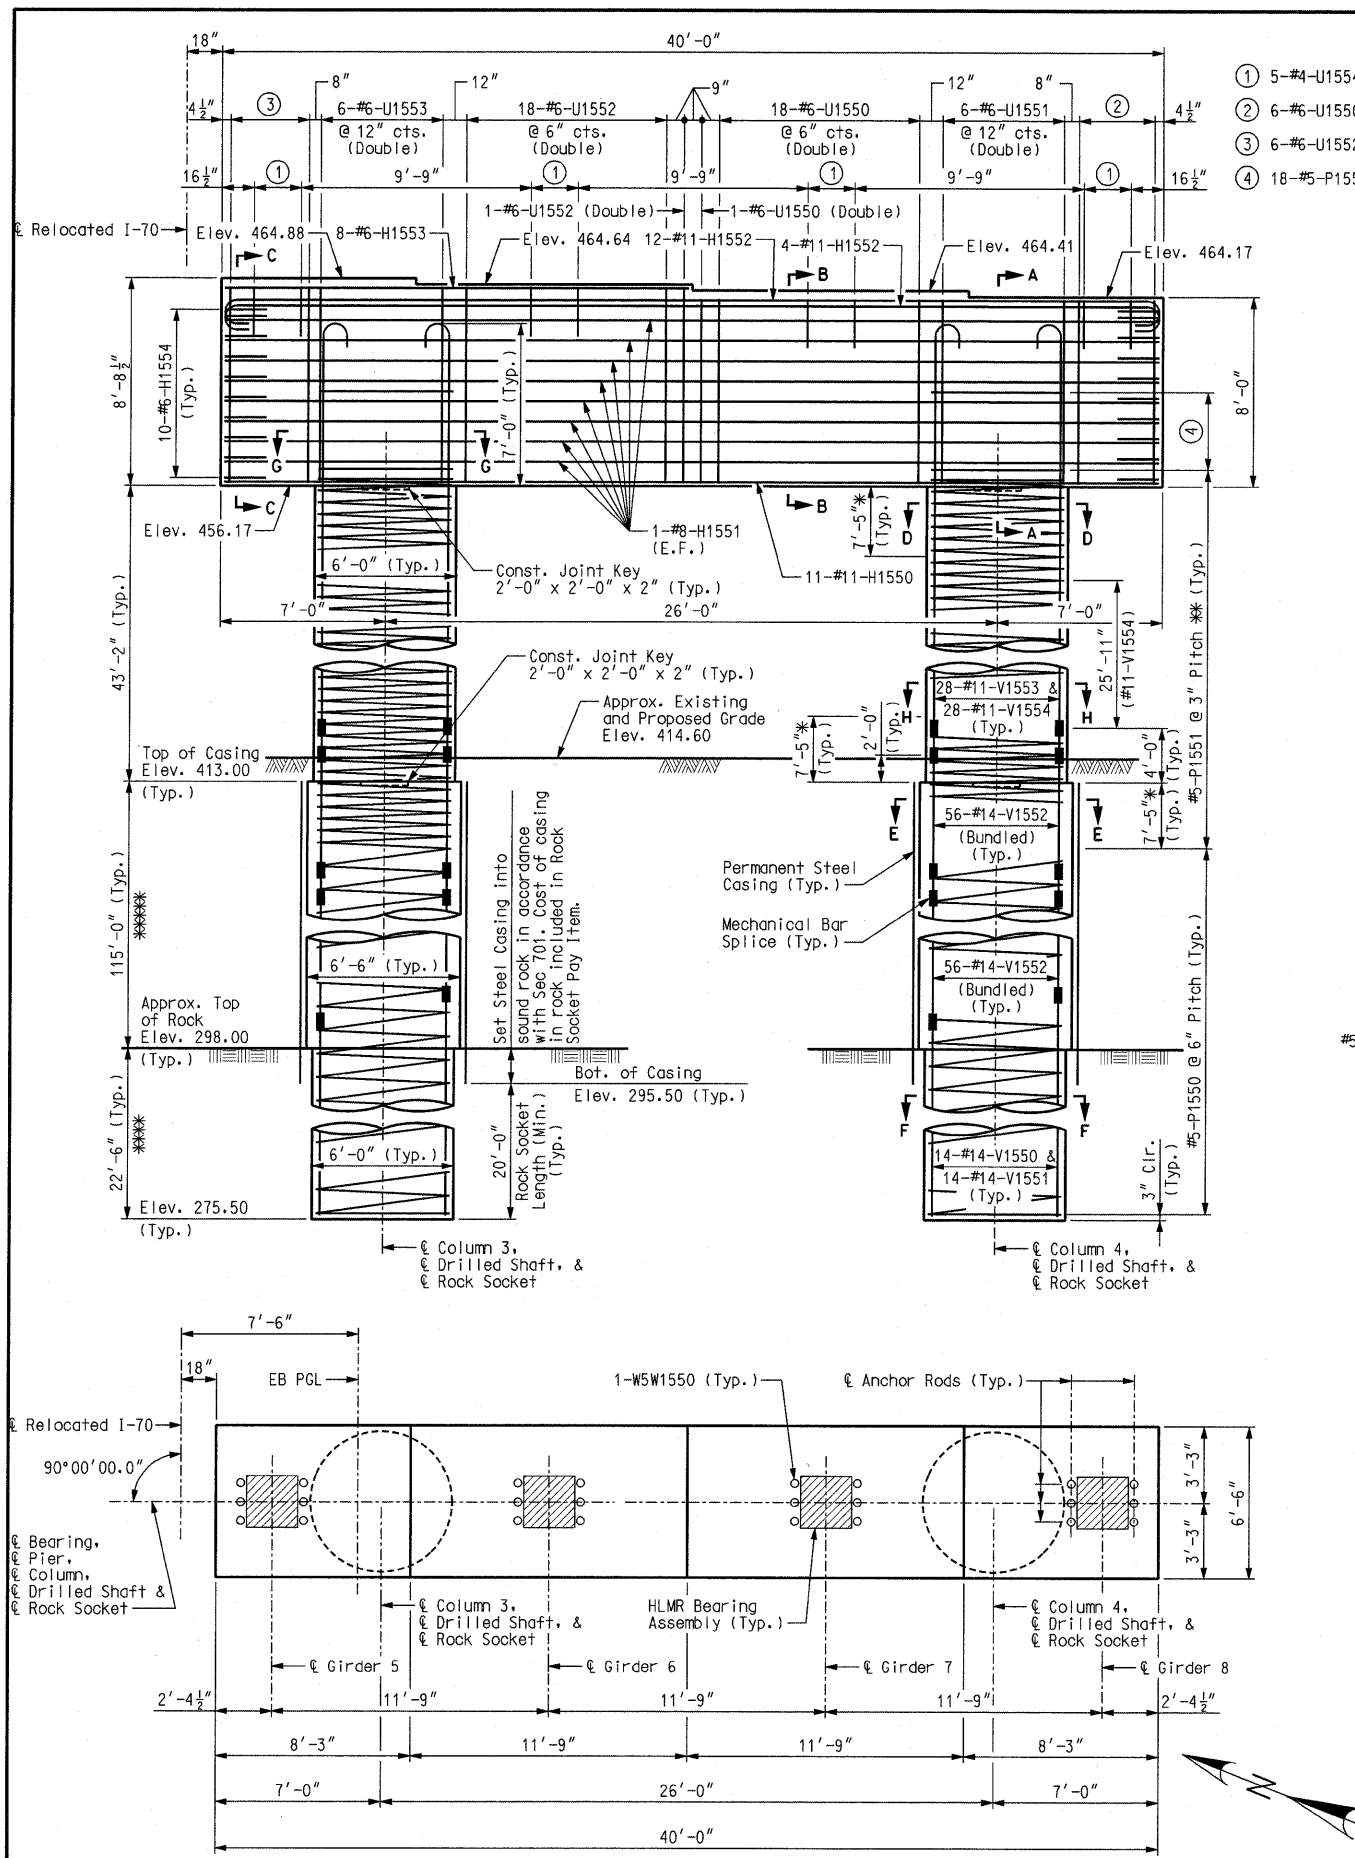 18" 40'-0"
① 5-#4-U1554
② 6-#6-U1550
③ 6-#6-U1552
8" 12" 9" 12" 8"
4½" ③ 6-#6-U1553 18-#6-U1552 18-#6-U1550 6-#6-U1551 ② 4½"
@ 12" cts. @ 6" cts. @ 6" cts. @ 12" cts.
(Double) (Double) (Double) (Double)
16½" ① 9'-9" ① 9'-9" ① 9'-9" ① 16½"
1-#6-U1552 (Double) 1-#6-U1550 (Double)
℄ Relocated I-70 Elev. 464.88 8-#6-H1553 Elev. 464.64 12-#11-H1552 4-#11-H1552 Elev. 464.41 Elev. 464.17
C B A
8'-8½"
10-#6-H1554
(Typ.)
7'-0" (Typ.)
8'-0"
④ 18-#5-P155
④
G G
C B
Elev. 456.17
1-#8-H1551
(E.F.)
7'-5"*
(Typ.)
D A D
6'-0" (Typ.)
Const. Joint Key
2'-0" x 2'-0" x 2" (Typ.)
11-#11-H1550
7'-0" 26'-0" 7'-0"
43'-2" (Typ.)
25'-11"
(#11-V1554)
#5-P1551 @ 3" Pitch ** (Typ.)
Const. Joint Key
2'-0" x 2'-0" x 2" (Typ.)
Approx. Existing
and Proposed Grade
Elev. 414.60
7'-5"*
(Typ.)
2'-0"
(Typ.)
H H
28-#11-V1553 &
28-#11-V1554
(Typ.)
4'-0"
(Typ.)
7'-5"*
(Typ.)
Top of Casing
Elev. 413.00
(Typ.)
E E
56-#14-V1552
(Bundled)
(Typ.)
Permanent Steel
Casing (Typ.)
Mechanical Bar
Splice (Typ.)
115'-0" (Typ.)
****
Set Steel Casing into
sound rock in accordance
with Sec 701. Cost of casing
in rock included in Rock
Socket Pay Item.
6'-6" (Typ.)
56-#14-V1552
(Bundled)
(Typ.)
#5-P1550 @ 6" Pitch (Typ.)
#5
Approx. Top
of Rock
Elev. 298.00
(Typ.)
Bot. of Casing
Elev. 295.50 (Typ.)
22'-6" (Typ.)
***
20'-0"
Rock Socket
Length (Min.)
(Typ.)
F F
6'-0" (Typ.)
14-#14-V1550 &
14-#14-V1551
(Typ.)
3" Clr.
(Typ.)
Elev. 275.50
(Typ.)
℄ Column 3,
℄ Drilled Shaft, &
℄ Rock Socket
℄ Column 4,
℄ Drilled Shaft, &
℄ Rock Socket
7'-6"
18" EB PGL 1-W5W1550 (Typ.) ℄ Anchor Rods (Typ.)
℄ Relocated I-70
90°00'00.0"
3'-3"
3'-3"
6'-6"
℄ Bearing,
℄ Pier,
℄ Column,
℄ Drilled Shaft &
℄ Rock Socket
℄ Column 3,
℄ Drilled Shaft, &
℄ Rock Socket
HLMR Bearing
Assembly (Typ.)
℄ Column 4,
℄ Drilled Shaft, &
℄ Rock Socket
℄ Girder 5 ℄ Girder 6 ℄ Girder 7 ℄ Girder 8
2'-4½" 11'-9" 11'-9" 11'-9" 2'-4½"
8'-3" 11'-9" 11'-9" 8'-3"
7'-0" 26'-0" 7'-0"
N
40'-0"